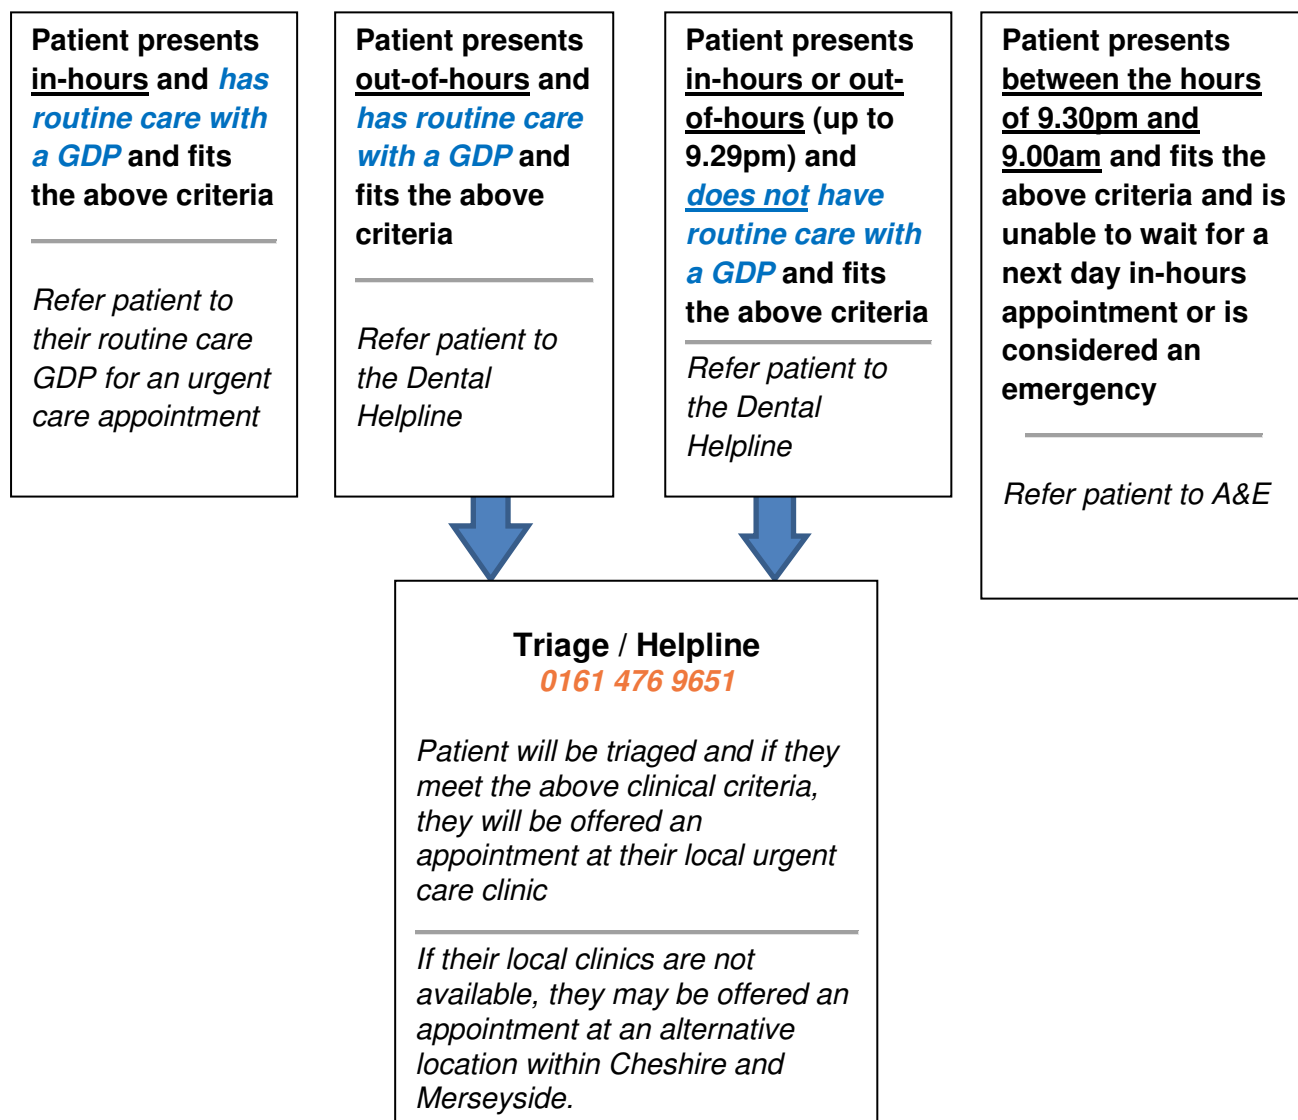 Patient presents
in-hours and has
routine care with
a GDP and fits
the above criteria
Refer patient to
their routine care
GDP for an urgent
care appointment
Patient presents
out-of-hours and
has routine care
with a GDP and
fits the above
criteria
Refer patient to
the Dental
Helpline
Patient presents
in-hours or out-
of-hours (up to
9.29pm) and
does not have
routine care with
a GDP and fits
the above criteria
Refer patient to
the Dental
Helpline
Patient presents
between the hours
of 9.30pm and
9.00am and fits the
above criteria and is
unable to wait for a
next day in-hours
appointment or is
considered an
emergency
Refer patient to A&E
Triage / Helpline
0161 476 9651
Patient will be triaged and if they
meet the above clinical criteria,
they will be offered an
appointment at their local urgent
care clinic
If their local clinics are not
available, they may be offered an
appointment at an alternative
location within Cheshire and
Merseyside.